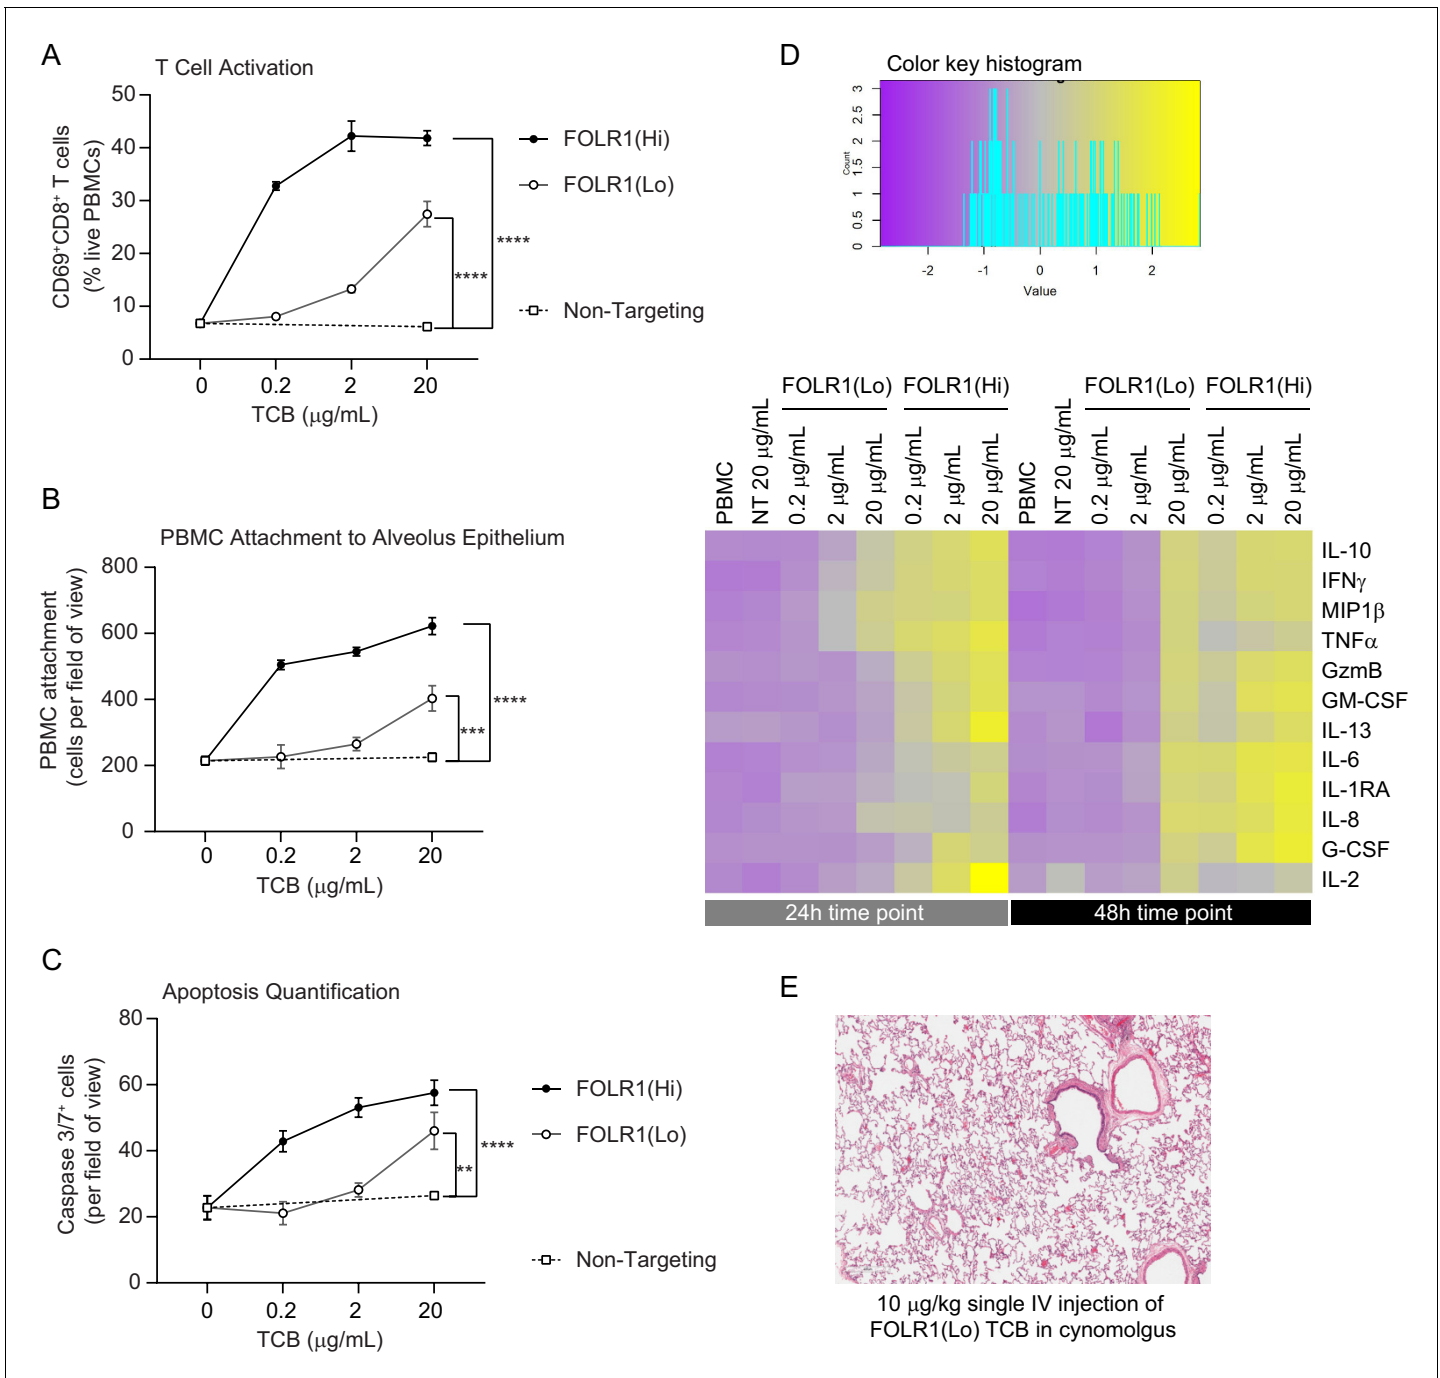 A
T Cell Activation
CD69⁺CD8⁺ T cells
(% live PBMCs)
50
40
30
20
10
0
0 0.2 2 20
TCB (μg/mL)
FOLR1(Hi)
FOLR1(Lo)
Non-Targeting
****
****
B
PBMC Attachment to Alveolus Epithelium
PBMC attachment
(cells per field of view)
800
600
400
200
0
0 0.2 2 20
TCB (μg/mL)
***
****
C
Apoptosis Quantification
Caspase 3/7⁺ cells
(per field of view)
80
60
40
20
0
0 0.2 2 20
TCB (μg/mL)
FOLR1(Hi)
FOLR1(Lo)
Non-Targeting
**
****
D
Color key histogram
Count
3
2.5
2
1.5
1
0.5
0
-2 -1 0 1 2
Value
FOLR1(Lo) FOLR1(Hi) FOLR1(Lo) FOLR1(Hi)
PBMC
NT 20 μg/mL
0.2 μg/mL
2 μg/mL
20 μg/mL
0.2 μg/mL
2 μg/mL
20 μg/mL
PBMC
NT 20 μg/mL
0.2 μg/mL
2 μg/mL
20 μg/mL
0.2 μg/mL
2 μg/mL
20 μg/mL
IL-10
IFNγ
MIP1β
TNFα
GzmB
GM-CSF
IL-13
IL-6
IL-1RA
IL-8
G-CSF
IL-2
24h time point 48h time point
E
10 μg/kg single IV injection of
FOLR1(Lo) TCB in cynomolgus